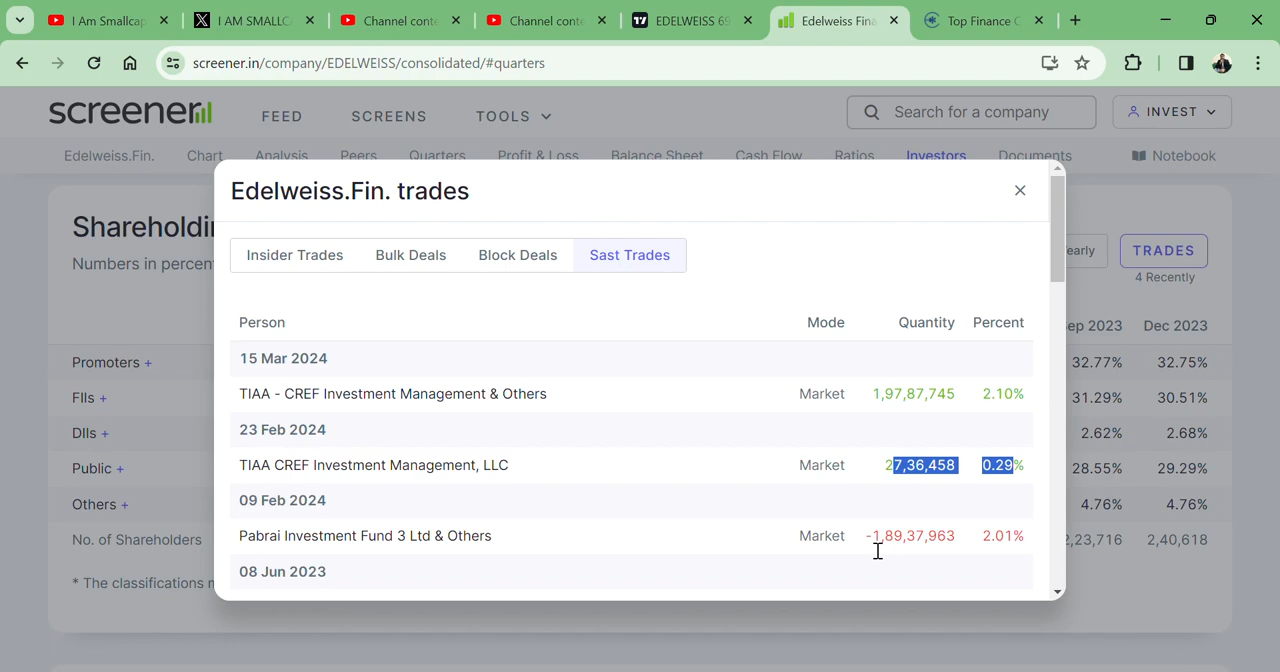 I Am Smallcap
I AM SMALLC
Channel conte
Channel conte
EDELWEISS 69
Edelweiss Fina
Top Finance C
screener.in/company/EDELWEISS/consolidated/#quarters
screener
FEED
SCREENS
TOOLS
Search for a company
INVEST
Edelweiss.Fin.
Chart
Analysis
Peers
Quarters
Profit & Loss
Balance Sheet
Cash Flow
Ratios
Investors
Documents
Notebook
Edelweiss.Fin. trades
Shareholdin
Numbers in percent
early
TRADES
4 Recently
Insider Trades
Bulk Deals
Block Deals
Sast Trades
Person Mode Quantity Percent
Sep 2023 Dec 2023
15 Mar 2024
Promoters + 32.77% 32.75%
TIAA - CREF Investment Management & Others Market 1,97,87,745 2.10%
FIIs + 31.29% 30.51%
23 Feb 2024
DIIs + 2.62% 2.68%
TIAA CREF Investment Management, LLC Market 27,36,458 0.29%
Public + 28.55% 29.29%
09 Feb 2024
Others + 4.76% 4.76%
Pabrai Investment Fund 3 Ltd & Others Market -1,89,37,963 2.01%
No. of Shareholders 2,23,716 2,40,618
08 Jun 2023
* The classifications